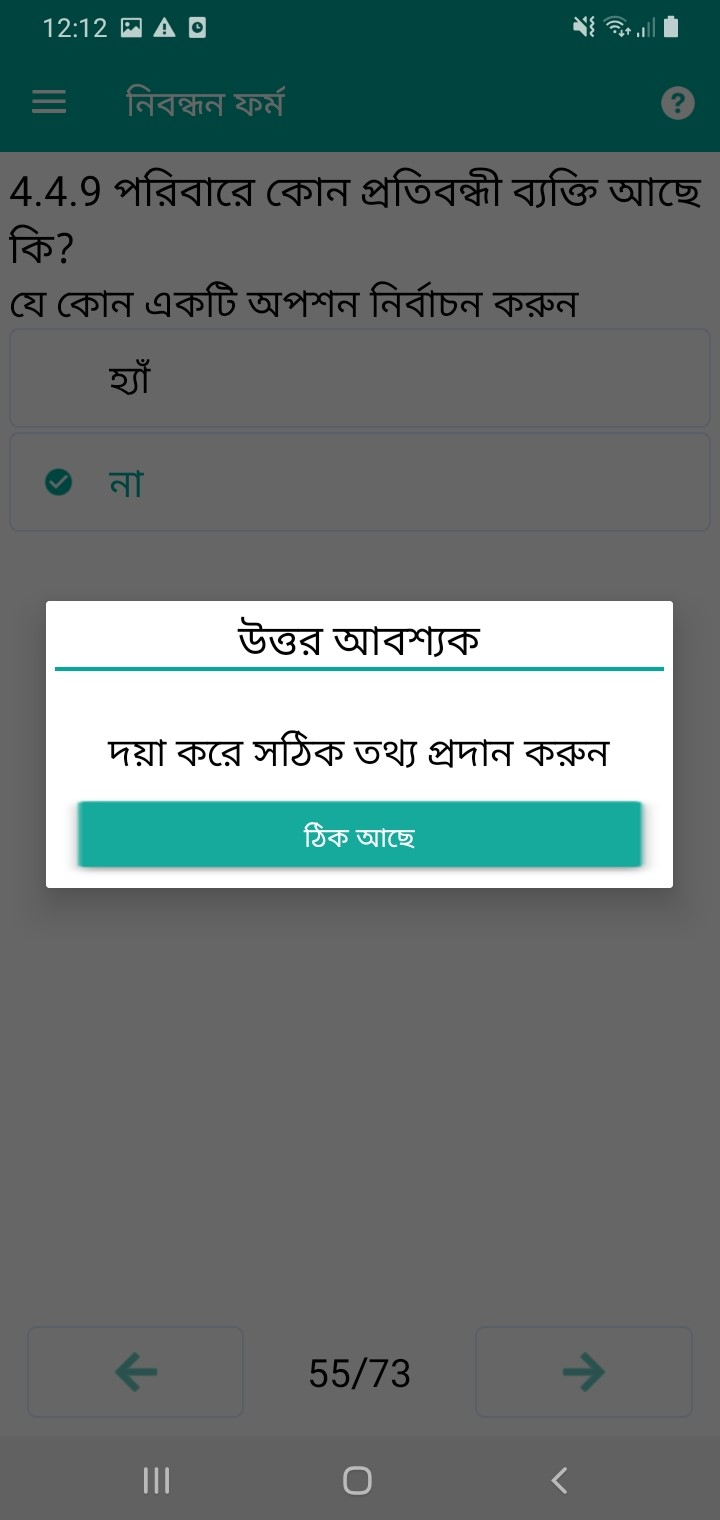 12:12
নিবন্ধন ফর্ম
4.4.9 পরিবারে কোন প্রতিবন্ধী ব্যক্তি আছে
কি?
যে কোন একটি অপশন নির্বাচন করুন
হ্যাঁ
না
উত্তর আবশ্যক
দয়া করে সঠিক তথ্য প্রদান করুন
ঠিক আছে
55/73